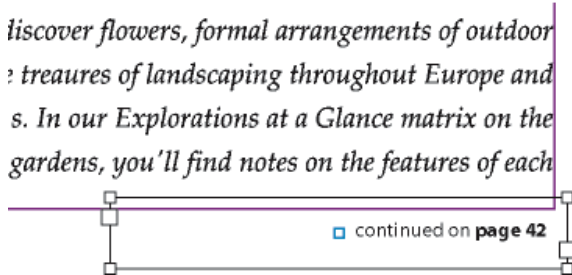 discover flowers, formal arrangements of outdoor
treaures of landscaping throughout Europe and
s. In our Explorations at a Glance matrix on the
gardens, you'll find notes on the features of each
continued on page 42